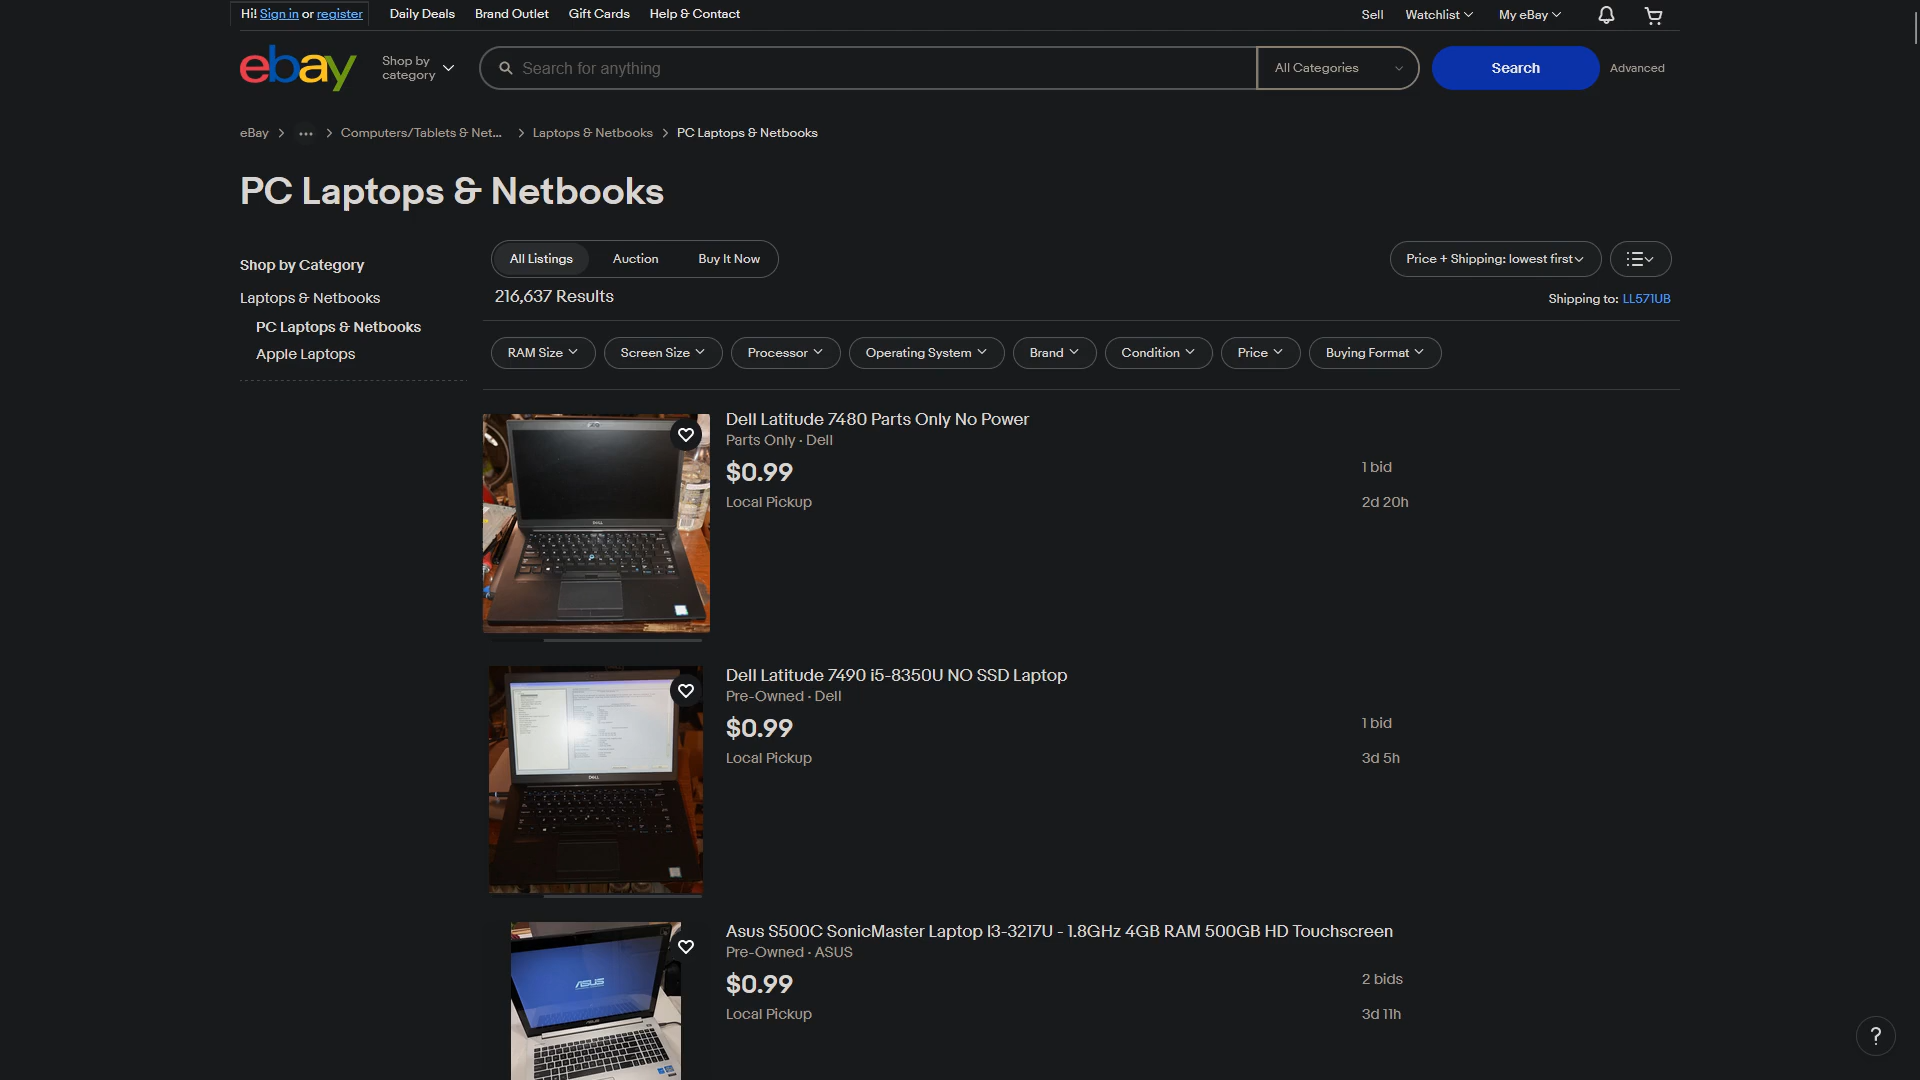 Hi! Sign in or register
Daily Deals
Brand Outlet
Gift Cards
Help & Contact
Sell
Watchlist
My eBay
ebay
Shop by category
Search for anything
All Categories
Search
Advanced
eBay
...
Computers/Tablets & Net...
Laptops & Netbooks
PC Laptops & Netbooks
PC Laptops & Netbooks
Shop by Category
Laptops & Netbooks
PC Laptops & Netbooks
Apple Laptops
All Listings
Auction
Buy It Now
Price + Shipping: lowest first
216,637 Results
Shipping to: LL571UB
RAM Size
Screen Size
Processor
Operating System
Brand
Condition
Price
Buying Format
Dell Latitude 7480 Parts Only No Power
Parts Only · Dell
$0.99
1 bid
Local Pickup
2d 20h
DELL
Dell Latitude 7490 i5-8350U NO SSD Laptop
Pre-Owned · Dell
$0.99
1 bid
Local Pickup
3d 5h
DELL
Asus S500C SonicMaster Laptop I3-3217U - 1.8GHz 4GB RAM 500GB HD Touchscreen
Pre-Owned · ASUS
$0.99
2 bids
Local Pickup
3d 11h
ASUS
?